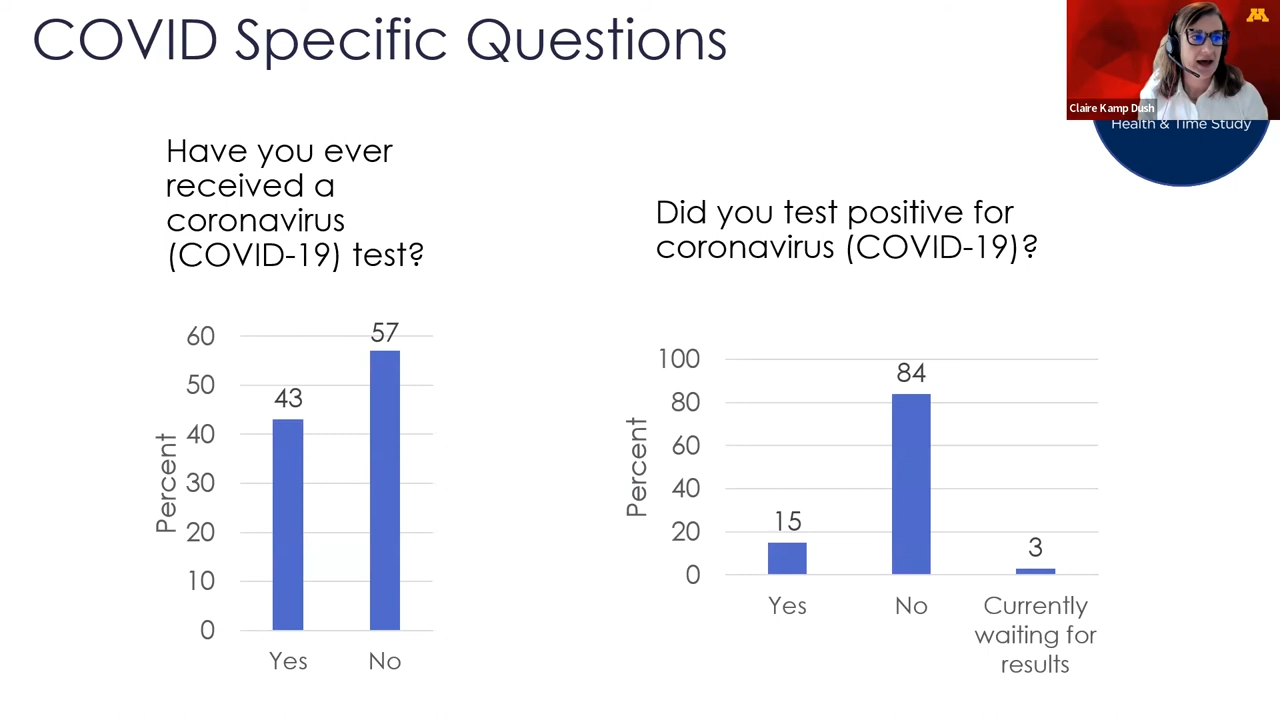 COVID Specific Questions
Claire Kamp Dush
Health & Time Study
Have you ever
received a
coronavirus
(COVID-19) test?
Percent
60
50
40
30
20
10
0
43
57
Yes
No
Did you test positive for
coronavirus (COVID-19)?
Percent
100
80
60
40
20
0
15
84
3
Yes
No
Currently
waiting for
results